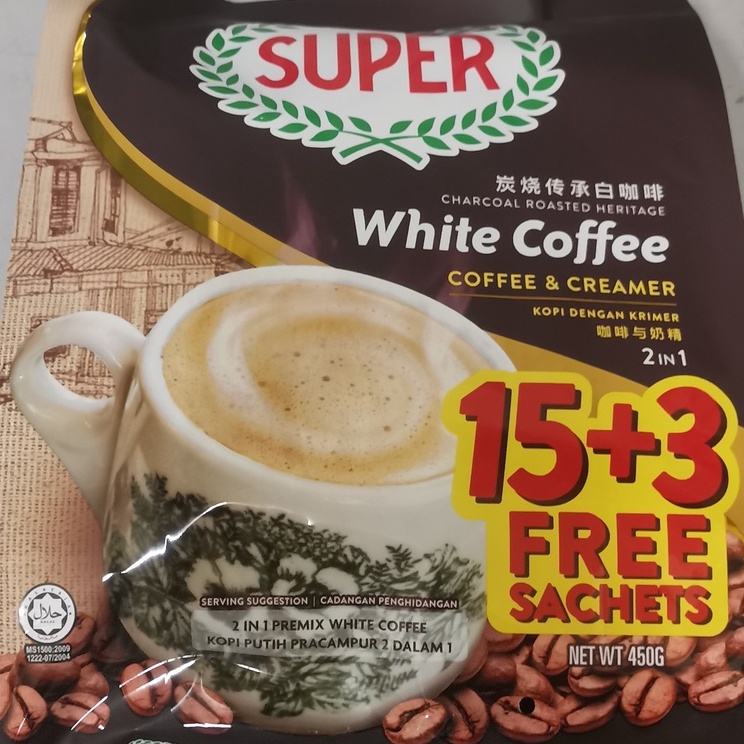 SUPER
炭烧传承白咖啡
CHARCOAL ROASTED HERITAGE
White Coffee
COFFEE & CREAMER
KOPI DENGAN KRIMER
咖啡与奶精
2 IN 1
15+3
FREE
SACHETS
SERVING SUGGESTION | CADANGAN PENGHIDANGAN
2 IN 1 PREMIX WHITE COFFEE
KOPI PUTIH PRACAMPUR 2 DALAM 1
NET WT 450G
حلال
MS1500:2009
1222-07/2004